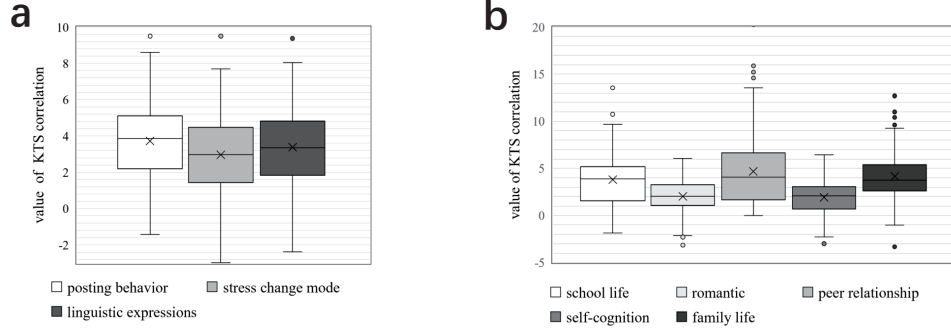 a
b
value of KTS correlation
10
8
6
4
2
0
-2
posting behavior
stress change mode
linguistic expressions
value of KTS correlation
20
15
10
5
0
-5
school life
romantic
peer relationship
self-cognition
family life